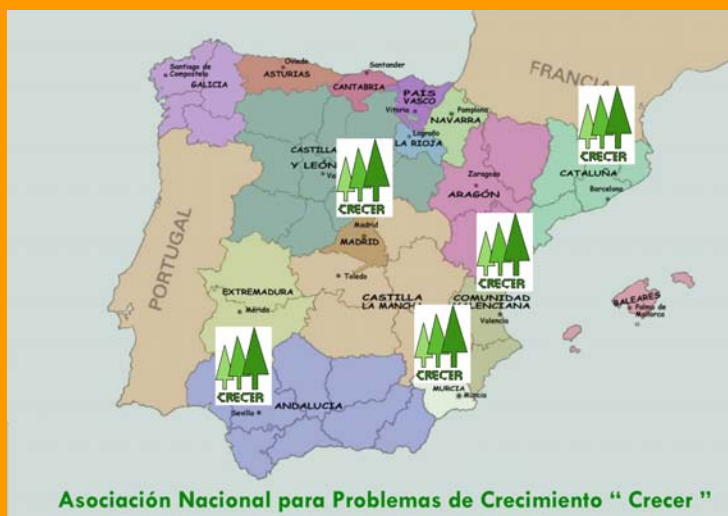 FRANCIA
Oviedo
ASTURIAS
Santander
CANTABRIA
Santiago de
Compostela
GALICIA
PAÍS
VASCO
Vitoria
Pamplona
NAVARRA
Logroño
LA RIOJA
CASTILLA
Y LEÓN
CRECER
Zaragoza
ARAGÓN
CRECER
CATALUÑA
Barcelona
PORTUGAL
Madrid
MADRID
Toledo
CRECER
EXTREMADURA
Mérida
CASTILLA
LA MANCHA
COMUNIDAD
VALENCIANA
Valencia
BALEARES
Palma de
Mallorca
CRECER
CRECER
MURCIA
Murcia
Sevilla
ANDALUCIA
Asociación Nacional para Problemas de Crecimiento “ Crecer ”